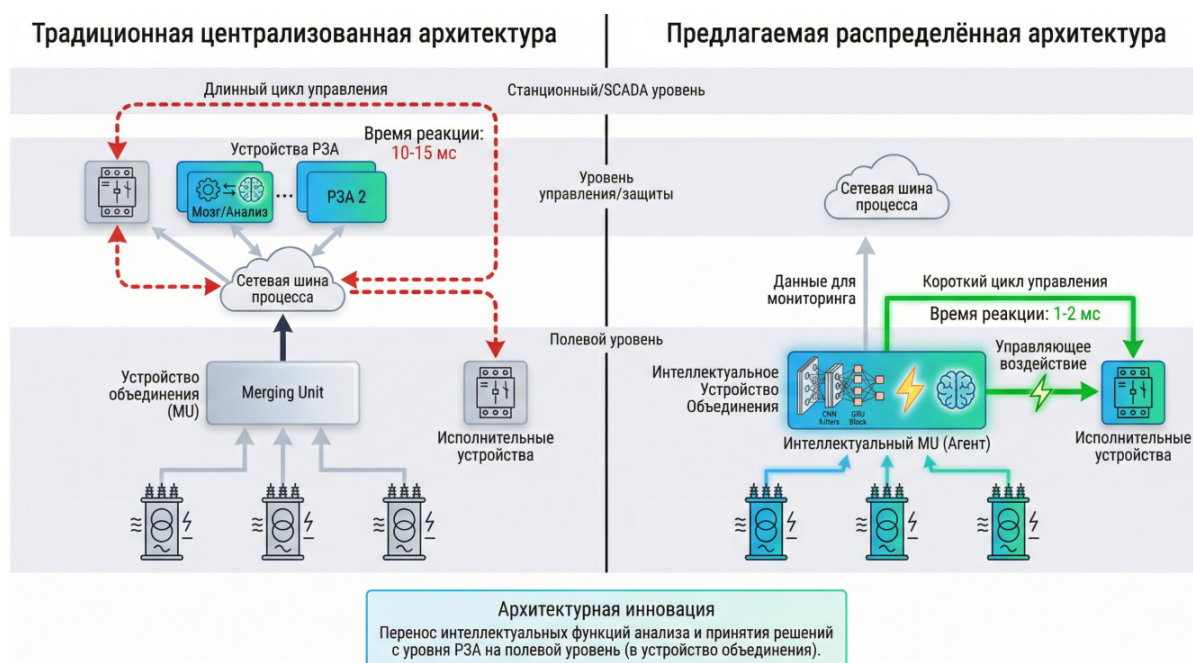 Традиционная централизованная архитектура
Длинный цикл управления
Время реакции:
10-15 мс
Устройства РЗА
Мозг/Анализ
...
РЗА 2
Сетевая шина
процесса
Устройство
объединения
(MU)
Merging Unit
Исполнительные
устройства
Станционный/SCADA уровень
Уровень
управления/защиты
Полевой уровень
Предлагаемая распределённая архитектура
Сетевая шина
процесса
Данные для
мониторинга
Короткий цикл управления
Время реакции: 1-2 мс
Управляющее
воздействие
Интеллектуальное
Устройство
Объединения
CNN
GRU
Block
Интеллектуальный MU (Агент)
Исполнительные
устройства
Архитектурная инновация
Перенос интеллектуальных функций анализа и принятия решений
с уровня РЗА на полевой уровень (в устройство объединения).